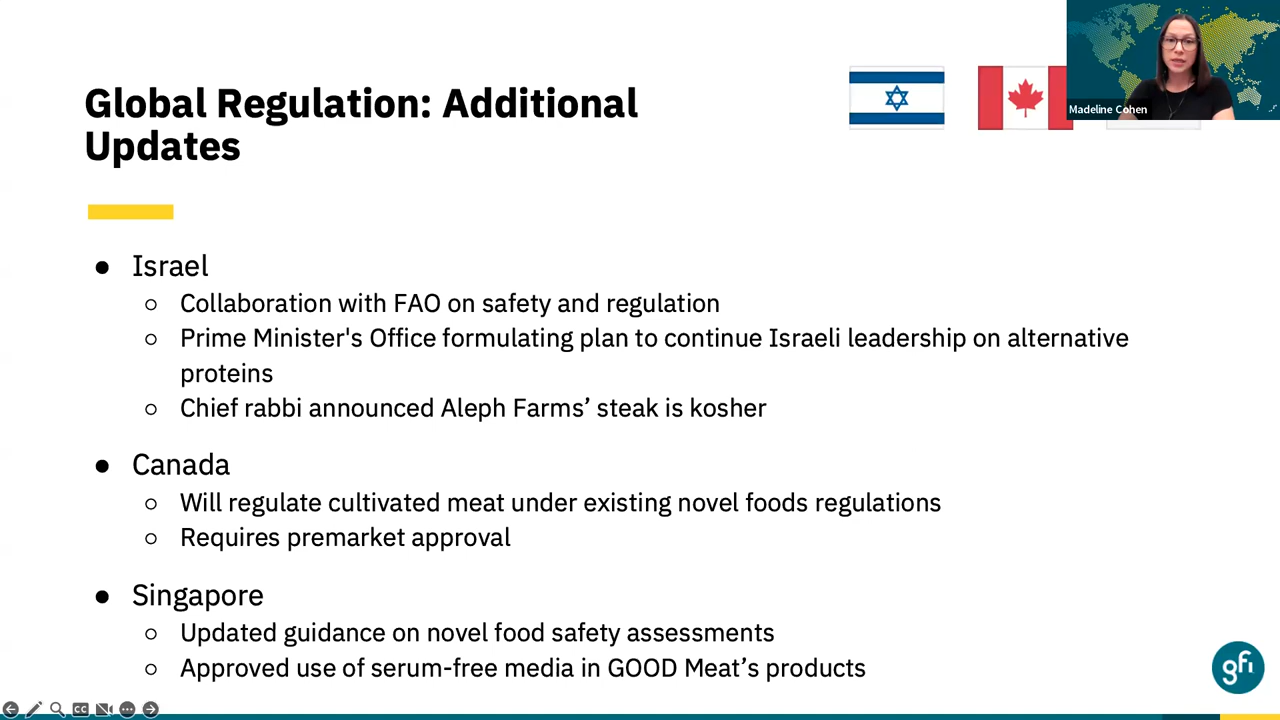 Global Regulation: Additional
Updates
Madeline Cohen
● Israel
○ Collaboration with FAO on safety and regulation
○ Prime Minister's Office formulating plan to continue Israeli leadership on alternative
proteins
○ Chief rabbi announced Aleph Farms’ steak is kosher
● Canada
○ Will regulate cultivated meat under existing novel foods regulations
○ Requires premarket approval
● Singapore
○ Updated guidance on novel food safety assessments
○ Approved use of serum-free media in GOOD Meat’s products
gfi
CC